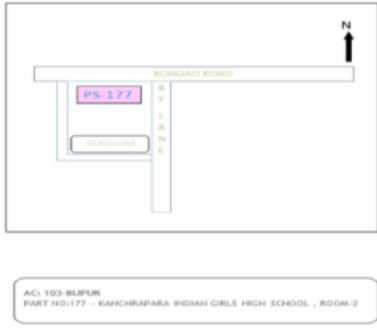 N
BONGAO ROAD
PS-177
BY LANE
STADIUM
AC: 103-BIJPUR
PART NO:177 - KANCHRAPARA INDIAN GIRLS HIGH SCHOOL , ROOM-2